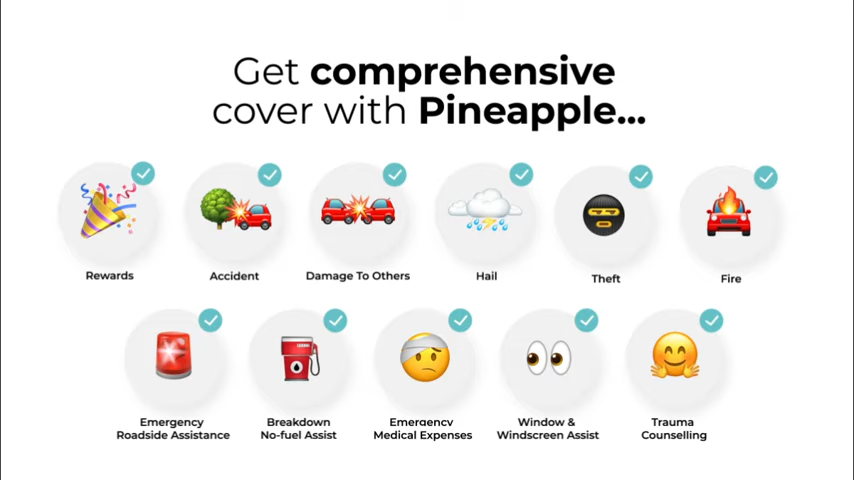 Get comprehensive
cover with Pineapple...
Rewards
Accident
Damage To Others
Hail
Theft
Fire
Emergency
Roadside Assistance
Breakdown
No-fuel Assist
Emergency
Medical Expenses
Window &
Windscreen Assist
Trauma
Counselling